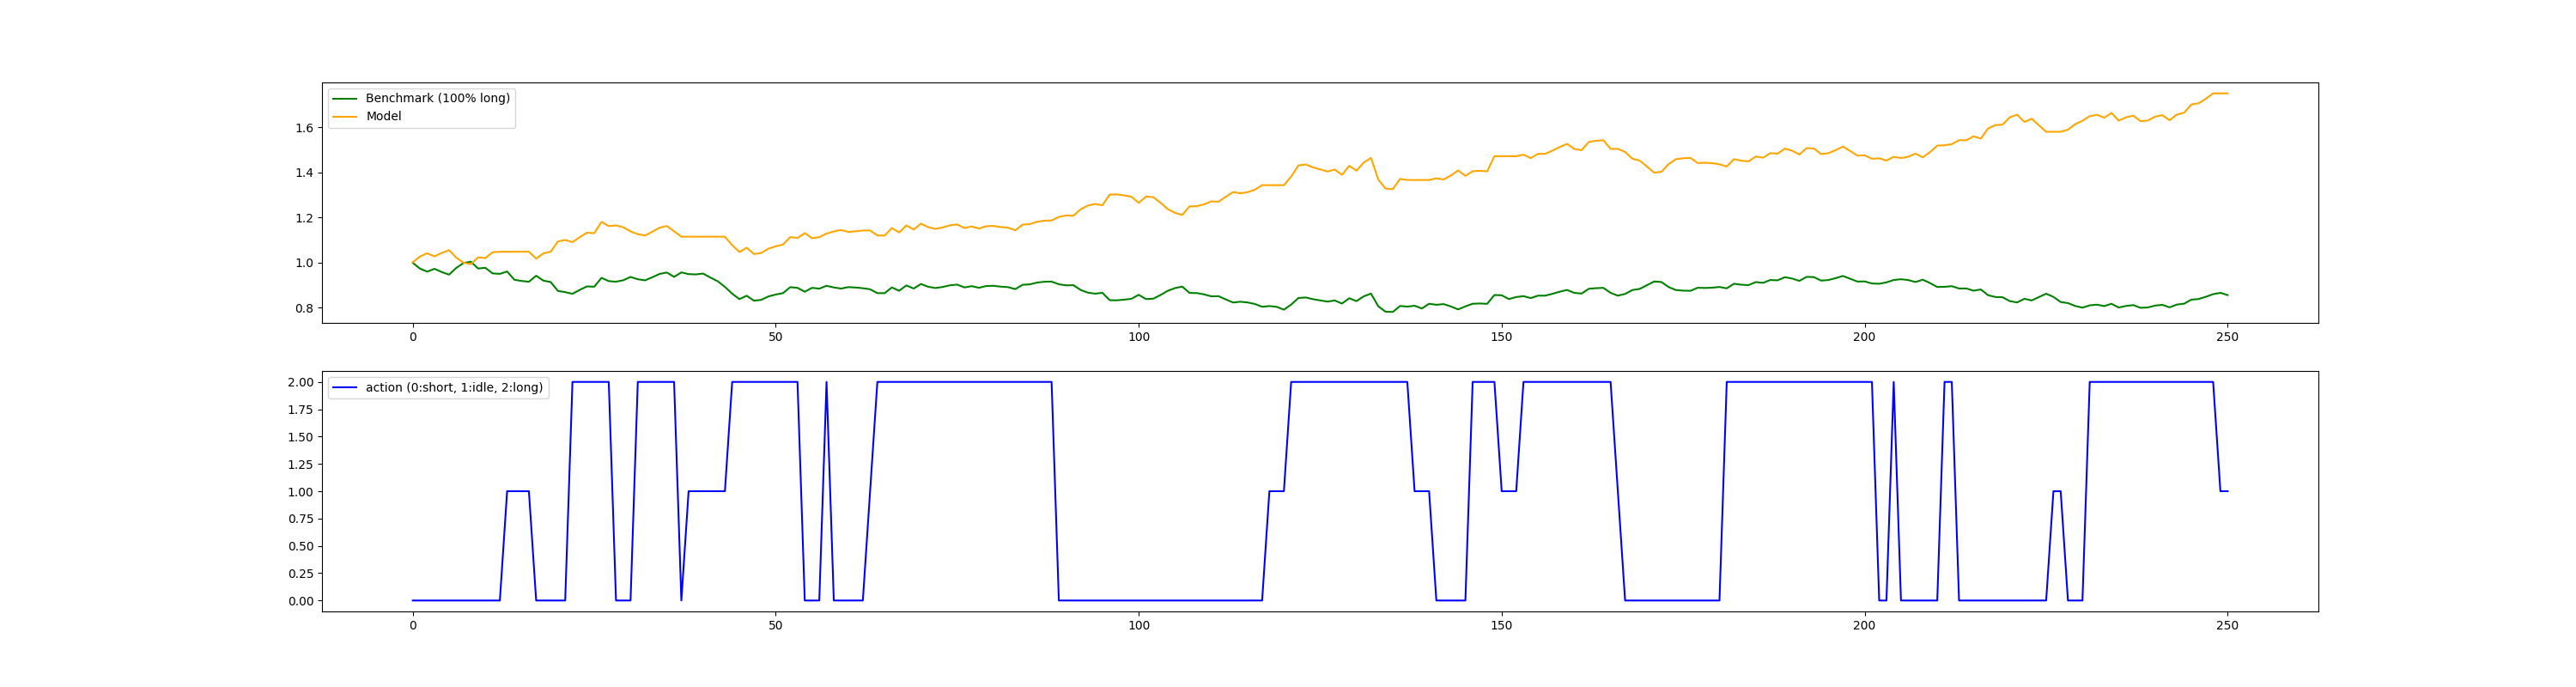 Benchmark (100% long)
Model
1.6
1.4
1.2
1.0
0.8
0 50 100 150 200 250
action (0:short, 1:idle, 2:long)
2.00
1.75
1.50
1.25
1.00
0.75
0.50
0.25
0.00
0 50 100 150 200 250